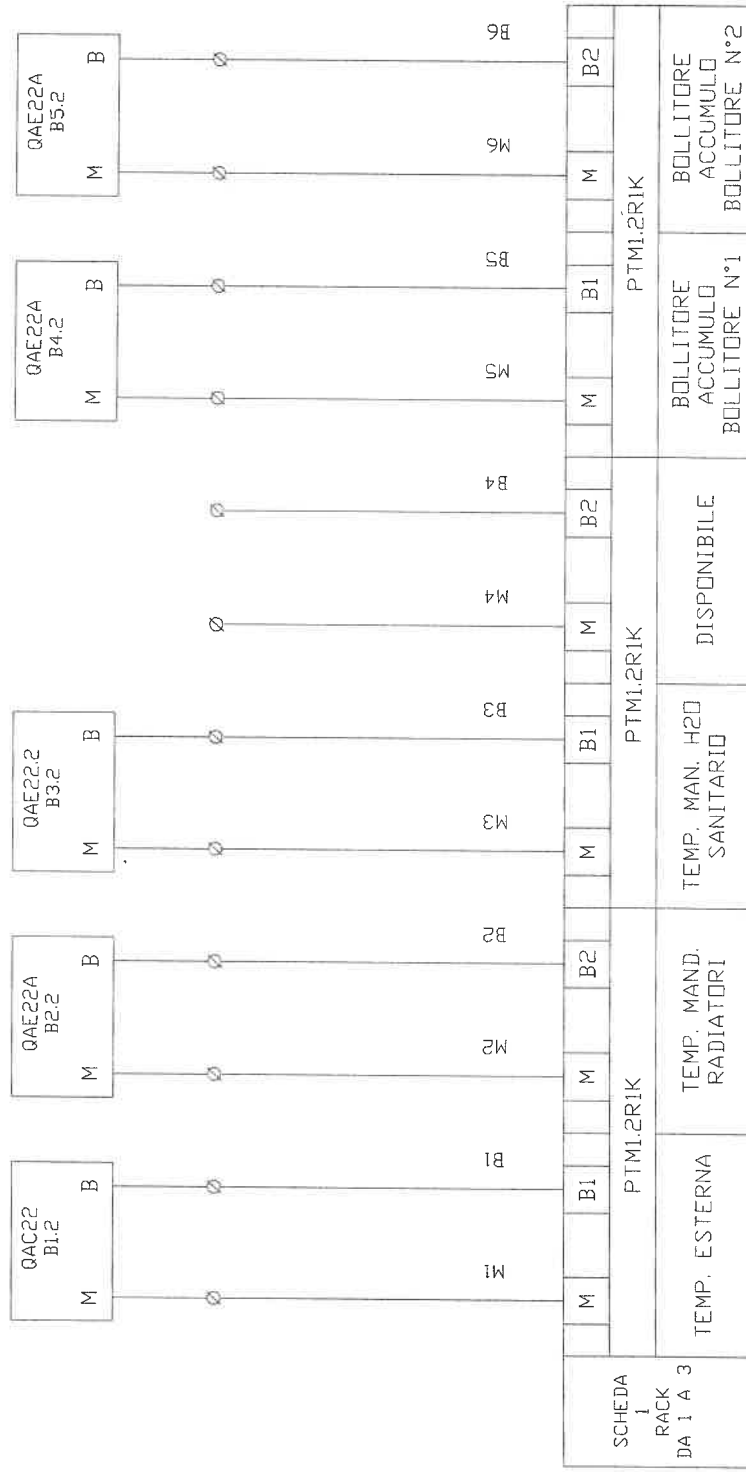 QAC22
B1.2
M B
QAE22A
B2.2
M B
QAE22.2
B3.2
M B
QAE22A
B4.2
M B
QAE22A
B5.2
M B
M1 B1 M2 B2 M3 B3 M4 B4 M5 B5 M6 B6
M B1 M B2 M B1 M B2 M B1 M B2
PTM1.2R1K PTM1.2R1K PTM1.2R1K
SCHEDA
1
RACK
DA 1 A 3
TEMP. ESTERNA
TEMP. MAND.
RADIATORI
TEMP. MAN. H2O
SANITARIO
DISPONIBILE
BOLLITORE
ACCUMULO
BOLLITORE N°1
BOLLITORE
ACCUMULO
BOLLITORE N°2